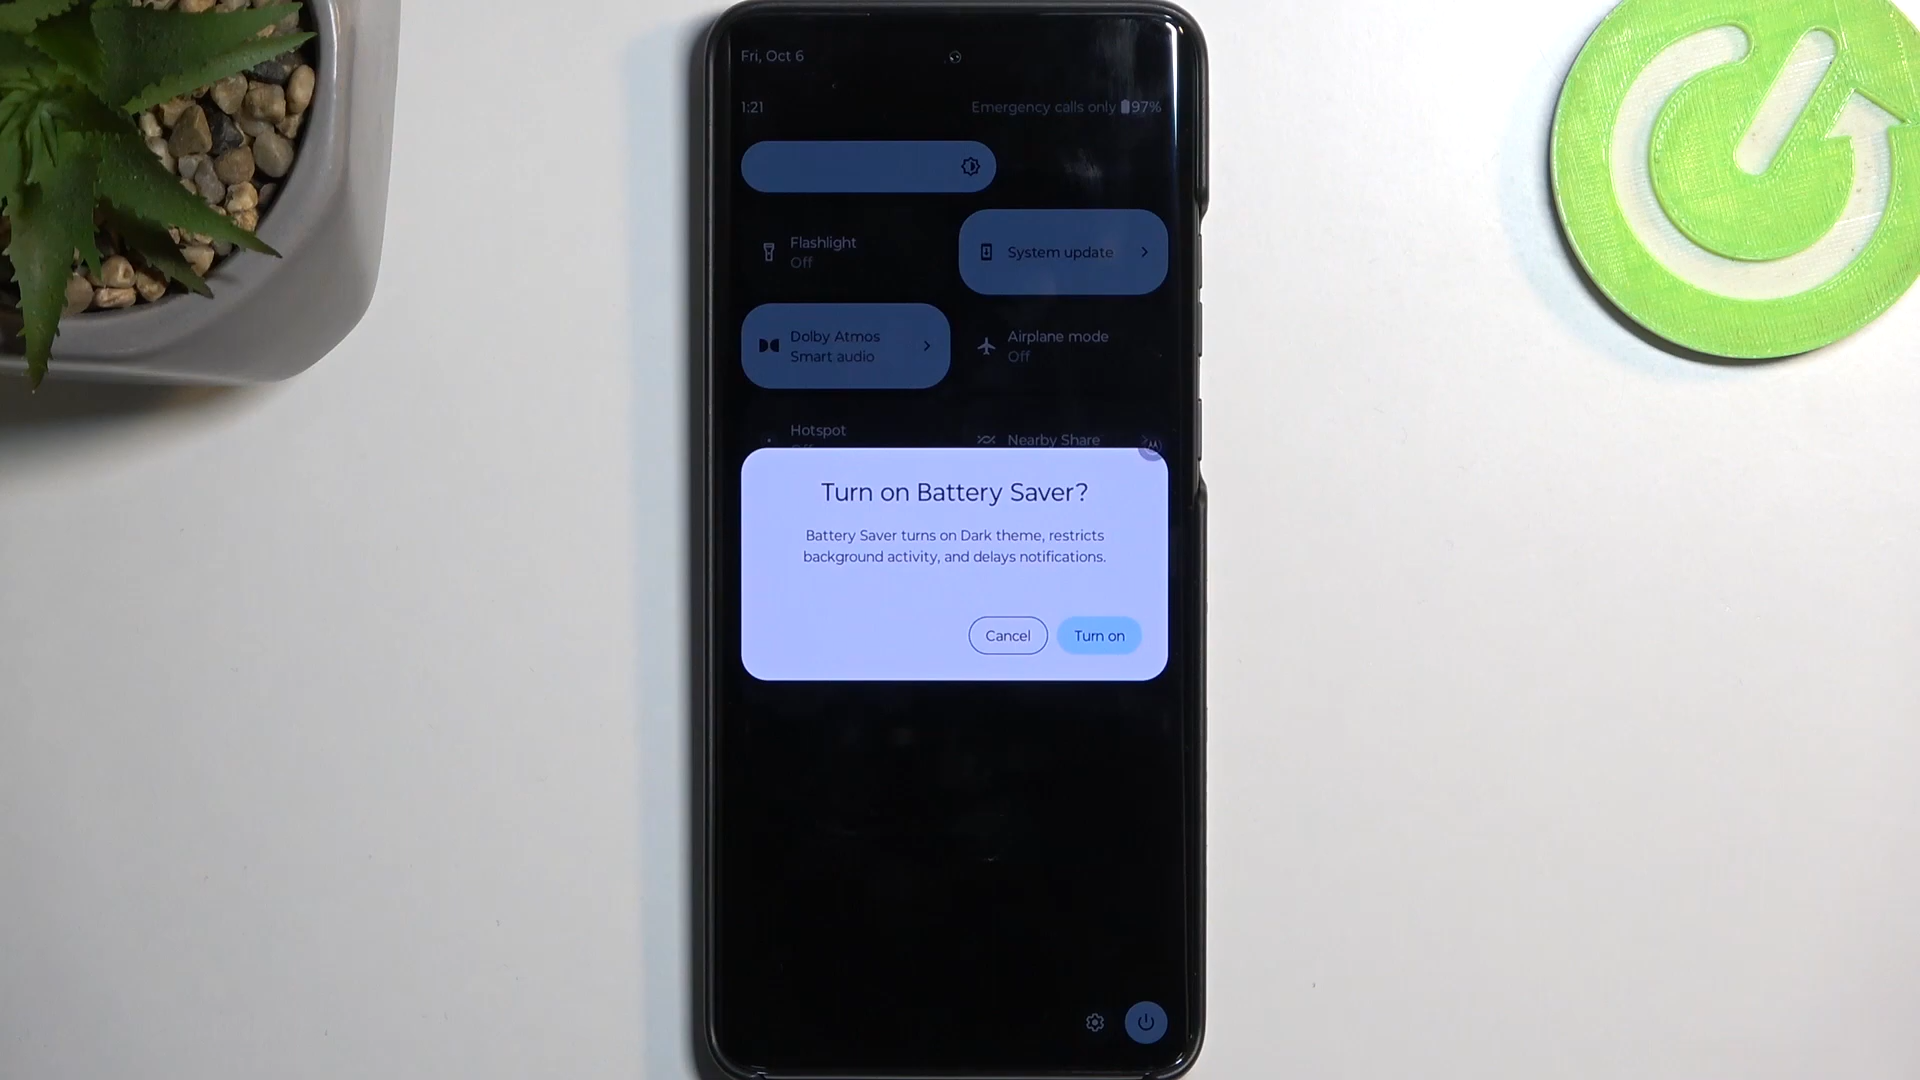 Fri, Oct 6
1:21
Emergency calls only 97%
Flashlight
Off
System update
Dolby Atmos
Smart audio
Airplane mode
Off
Hotspot
Nearby Share
Turn on Battery Saver?
Battery Saver turns on Dark theme, restricts
background activity, and delays notifications.
Cancel
Turn on